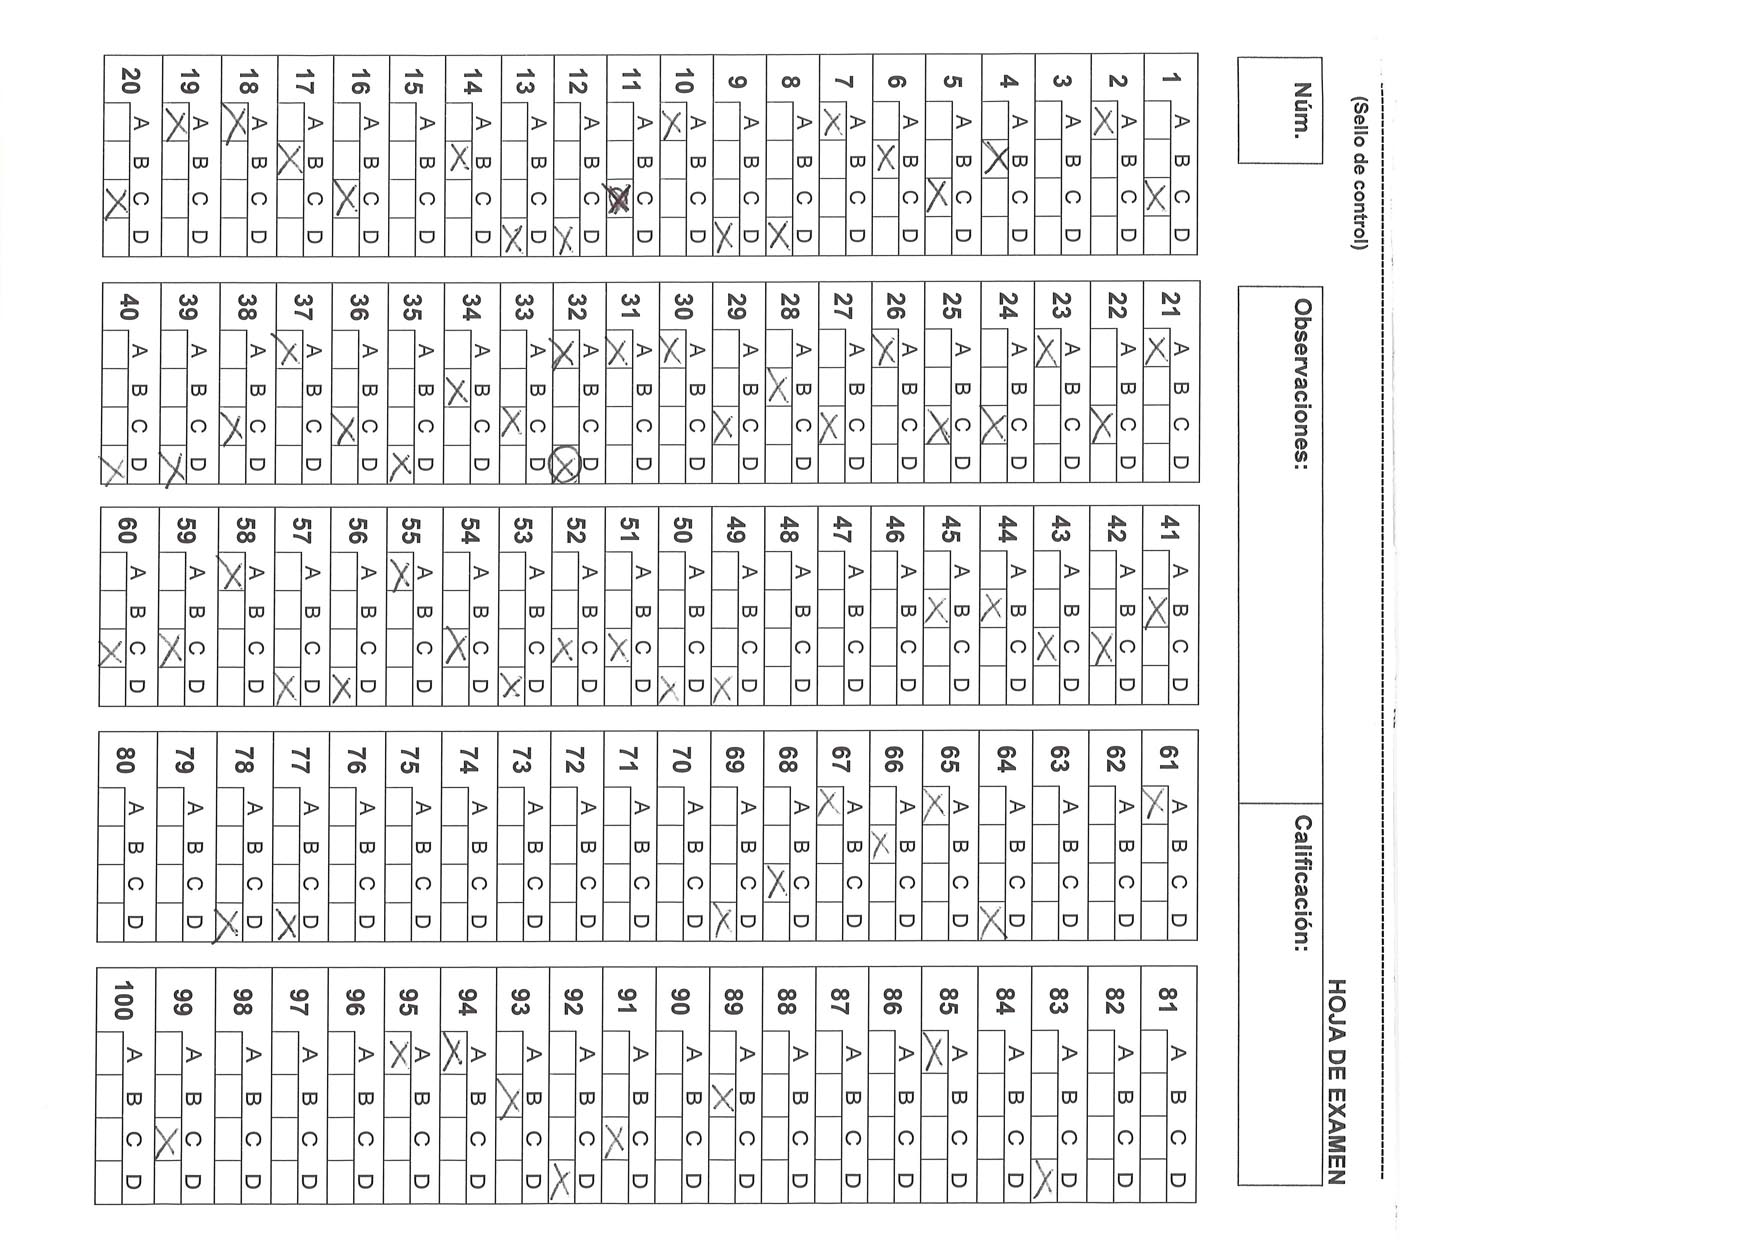 HOJA DE EXAMEN
(Sello de control)
Núm.
Observaciones:
Calificación:
1 A B C D
2 A B C D
3 A B C D
4 A B C D
5 A B C D
6 A B C D
7 A B C D
8 A B C D
9 A B C D
10 A B C D
11 A B C D
12 A B C D
13 A B C D
14 A B C D
15 A B C D
16 A B C D
17 A B C D
18 A B C D
19 A B C D
20 A B C D
21 A B C D
22 A B C D
23 A B C D
24 A B C D
25 A B C D
26 A B C D
27 A B C D
28 A B C D
29 A B C D
30 A B C D
31 A B C D
32 A B C D
33 A B C D
34 A B C D
35 A B C D
36 A B C D
37 A B C D
38 A B C D
39 A B C D
40 A B C D
41 A B C D
42 A B C D
43 A B C D
44 A B C D
45 A B C D
46 A B C D
47 A B C D
48 A B C D
49 A B C D
50 A B C D
51 A B C D
52 A B C D
53 A B C D
54 A B C D
55 A B C D
56 A B C D
57 A B C D
58 A B C D
59 A B C D
60 A B C D
61 A B C D
62 A B C D
63 A B C D
64 A B C D
65 A B C D
66 A B C D
67 A B C D
68 A B C D
69 A B C D
70 A B C D
71 A B C D
72 A B C D
73 A B C D
74 A B C D
75 A B C D
76 A B C D
77 A B C D
78 A B C D
79 A B C D
80 A B C D
81 A B C D
82 A B C D
83 A B C D
84 A B C D
85 A B C D
86 A B C D
87 A B C D
88 A B C D
89 A B C D
90 A B C D
91 A B C D
92 A B C D
93 A B C D
94 A B C D
95 A B C D
96 A B C D
97 A B C D
98 A B C D
99 A B C D
100 A B C D